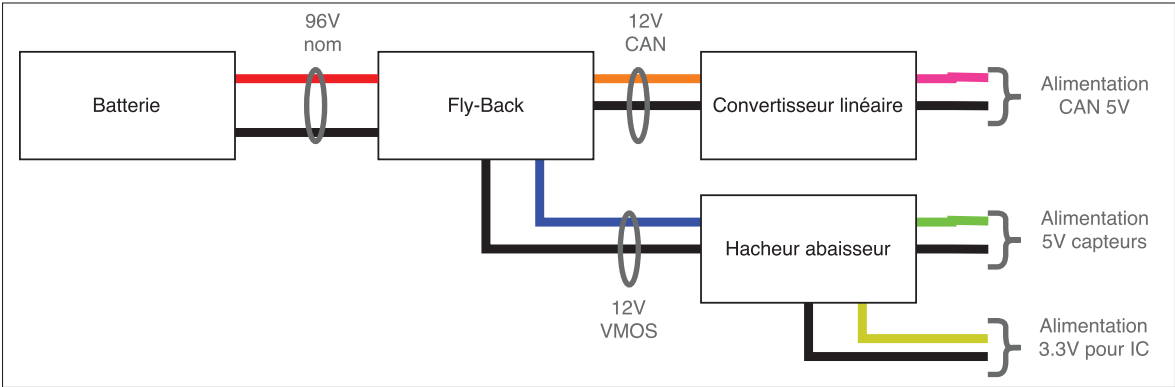 96V
nom
12V
CAN
Batterie
Fly-Back
Convertisseur linéaire
Alimentation
CAN 5V
Hacheur abaisseur
Alimentation
5V capteurs
12V
VMOS
Alimentation
3.3V pour IC